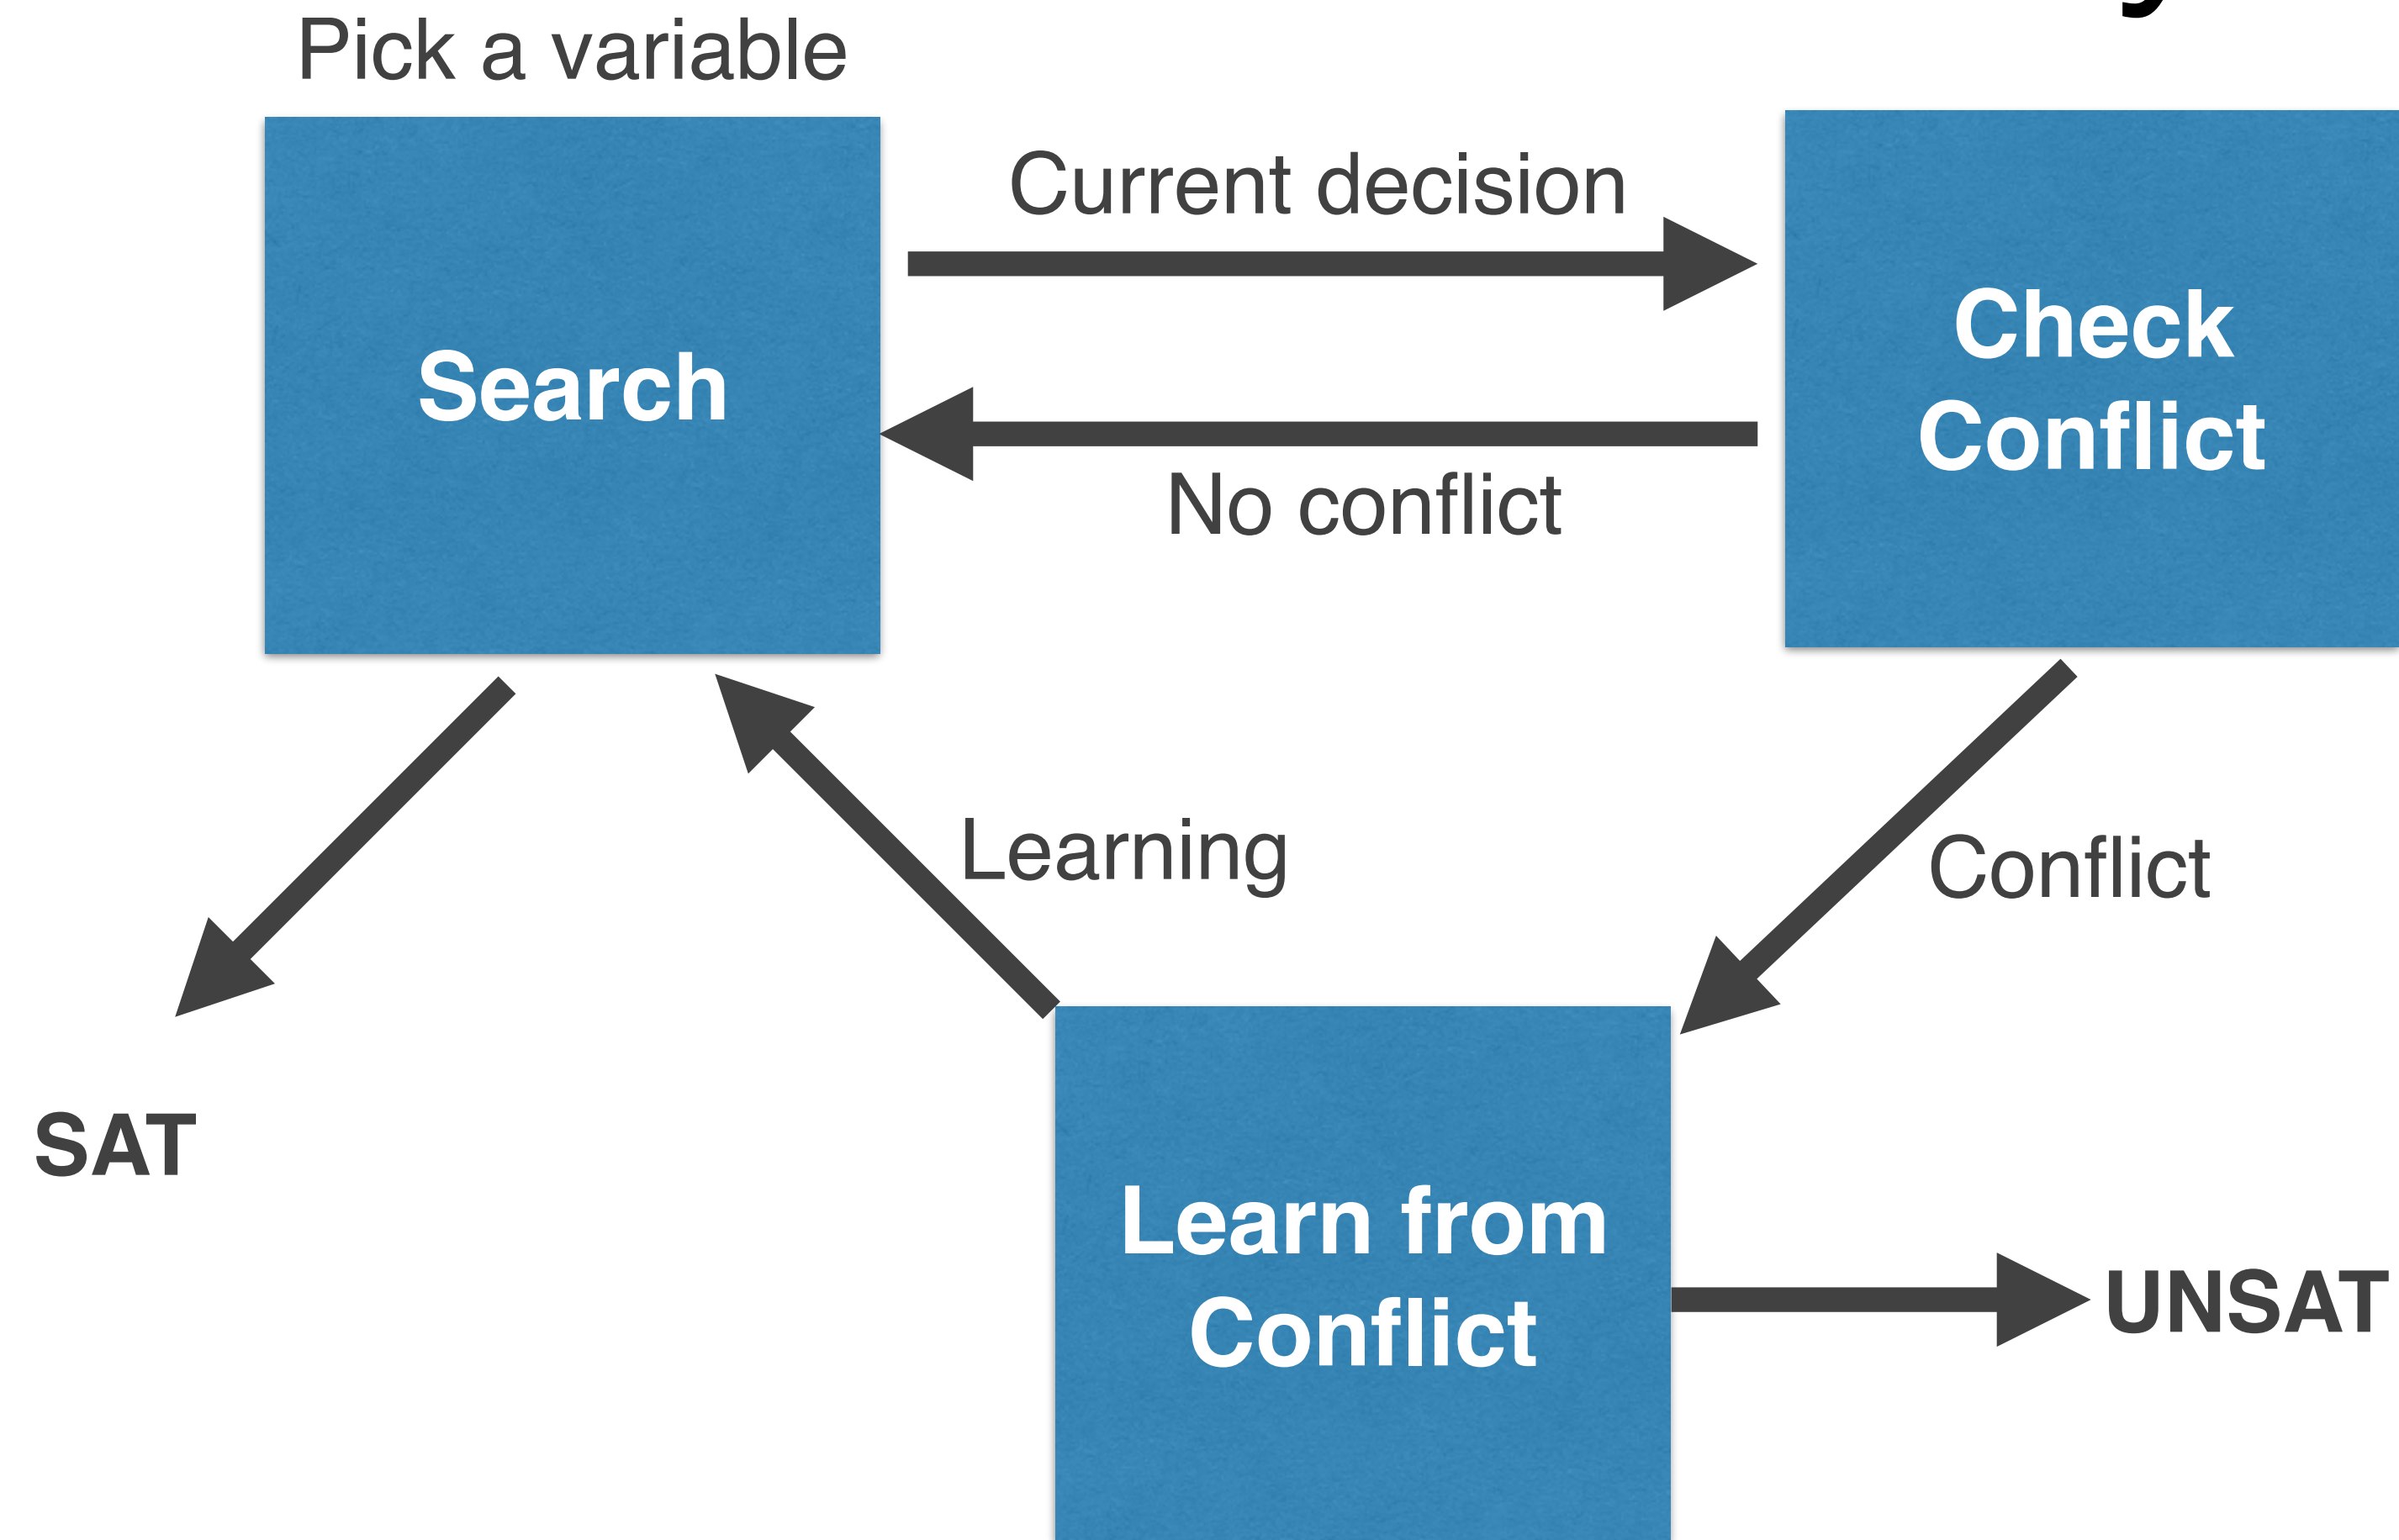 Pick a variable
Current decision
Search
Check
Conflict
No conflict
Learning
Conflict
SAT
Learn from
Conflict
UNSAT